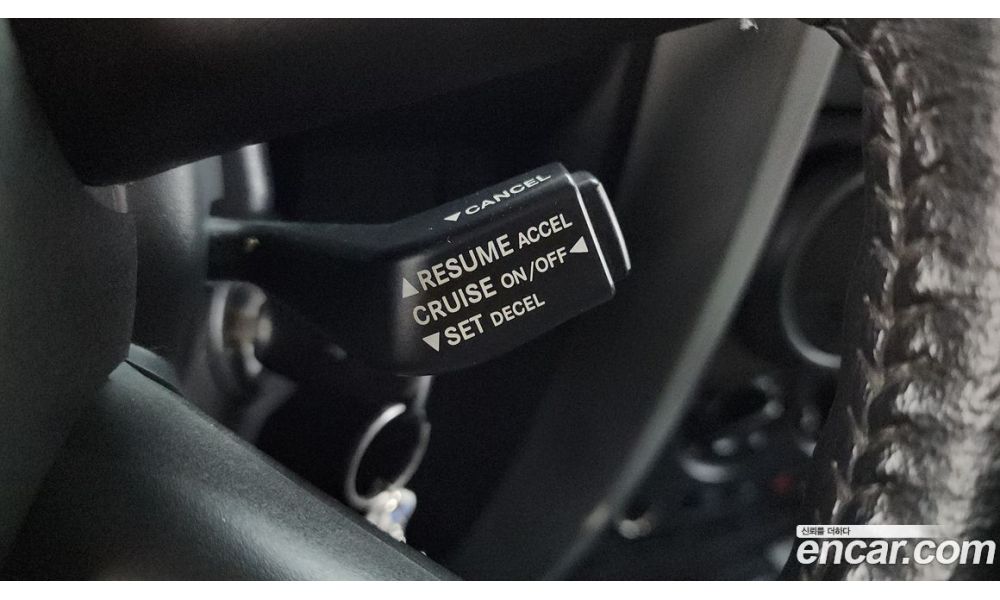 ▼CANCEL
▲RESUME ACCEL
CRUISE ON/OFF◀
▼SET DECEL
신뢰를 더하다
encar.com